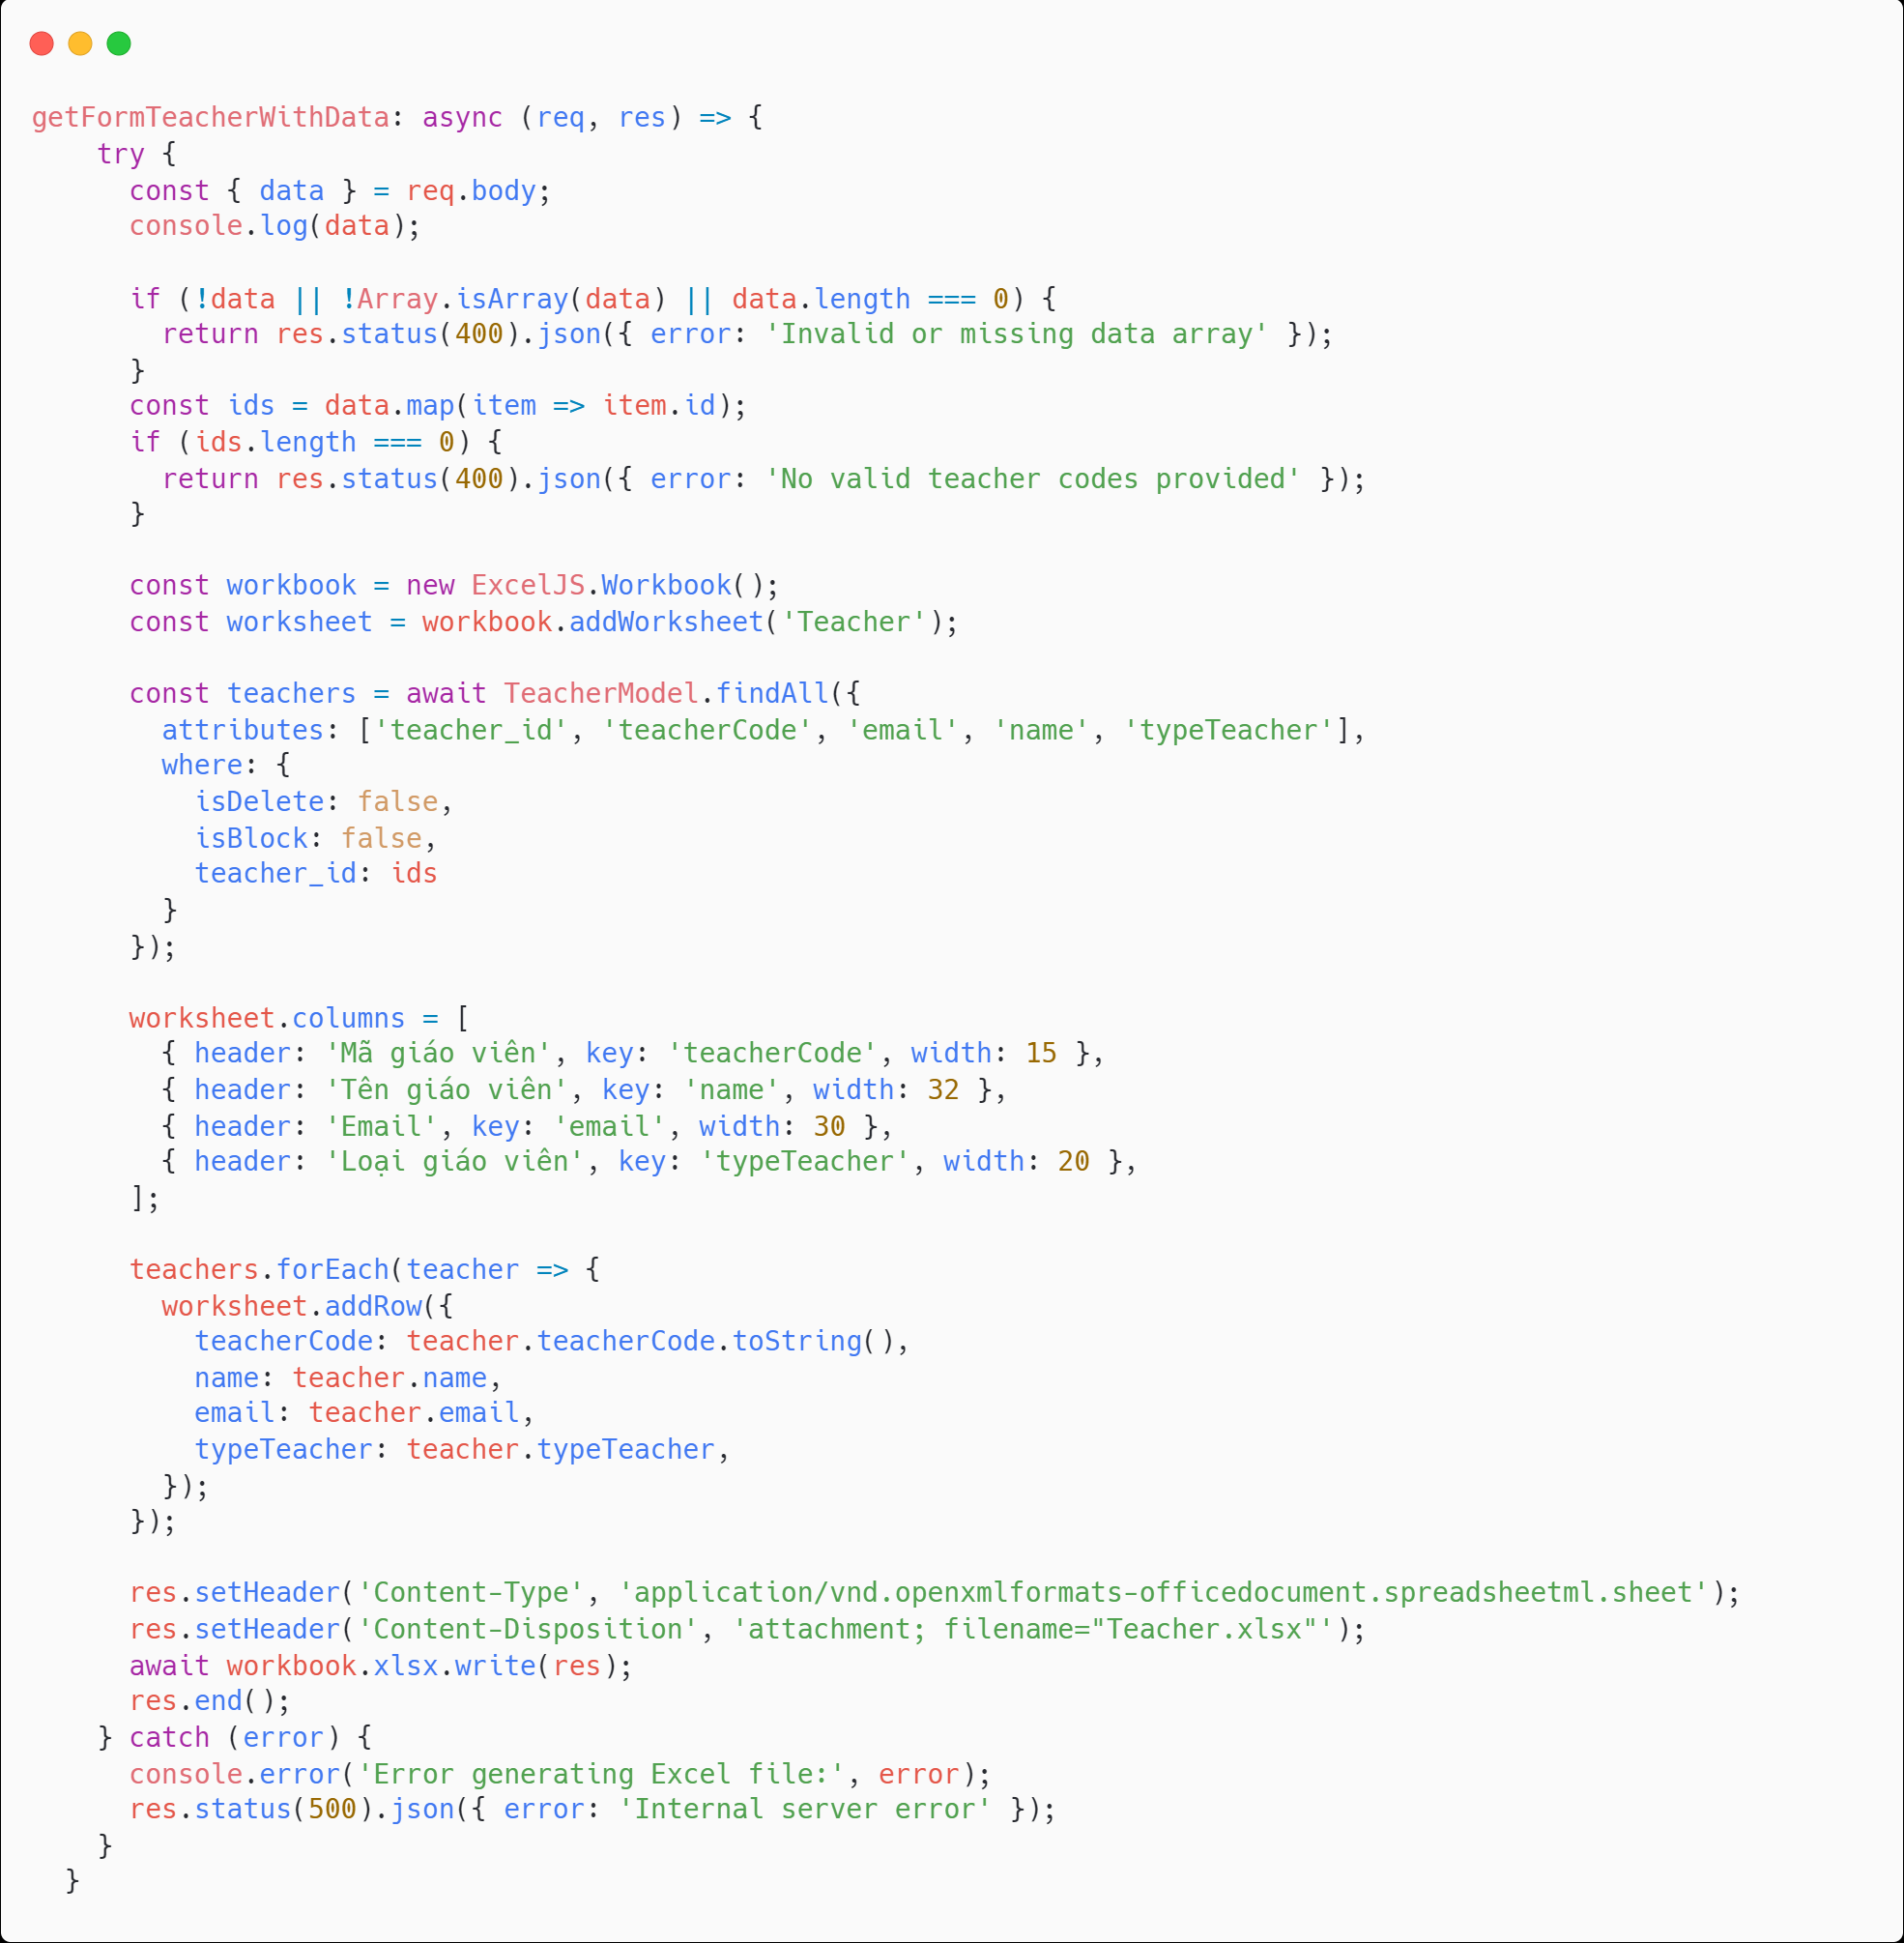 getFormTeacherWithData: async (req, res) => {
    try {
      const { data } = req.body;
      console.log(data);

      if (!data || !Array.isArray(data) || data.length === 0) {
        return res.status(400).json({ error: 'Invalid or missing data array' });
      }
      const ids = data.map(item => item.id);
      if (ids.length === 0) {
        return res.status(400).json({ error: 'No valid teacher codes provided' });
      }

      const workbook = new ExcelJS.Workbook();
      const worksheet = workbook.addWorksheet('Teacher');

      const teachers = await TeacherModel.findAll({
        attributes: ['teacher_id', 'teacherCode', 'email', 'name', 'typeTeacher'],
        where: {
          isDelete: false,
          isBlock: false,
          teacher_id: ids
        }
      });

      worksheet.columns = [
        { header: 'Mã giáo viên', key: 'teacherCode', width: 15 },
        { header: 'Tên giáo viên', key: 'name', width: 32 },
        { header: 'Email', key: 'email', width: 30 },
        { header: 'Loại giáo viên', key: 'typeTeacher', width: 20 },
      ];

      teachers.forEach(teacher => {
        worksheet.addRow({
          teacherCode: teacher.teacherCode.toString(),
          name: teacher.name,
          email: teacher.email,
          typeTeacher: teacher.typeTeacher,
        });
      });

      res.setHeader('Content-Type', 'application/vnd.openxmlformats-officedocument.spreadsheetml.sheet');
      res.setHeader('Content-Disposition', 'attachment; filename="Teacher.xlsx"');
      await workbook.xlsx.write(res);
      res.end();
    } catch (error) {
      console.error('Error generating Excel file:', error);
      res.status(500).json({ error: 'Internal server error' });
    }
  }